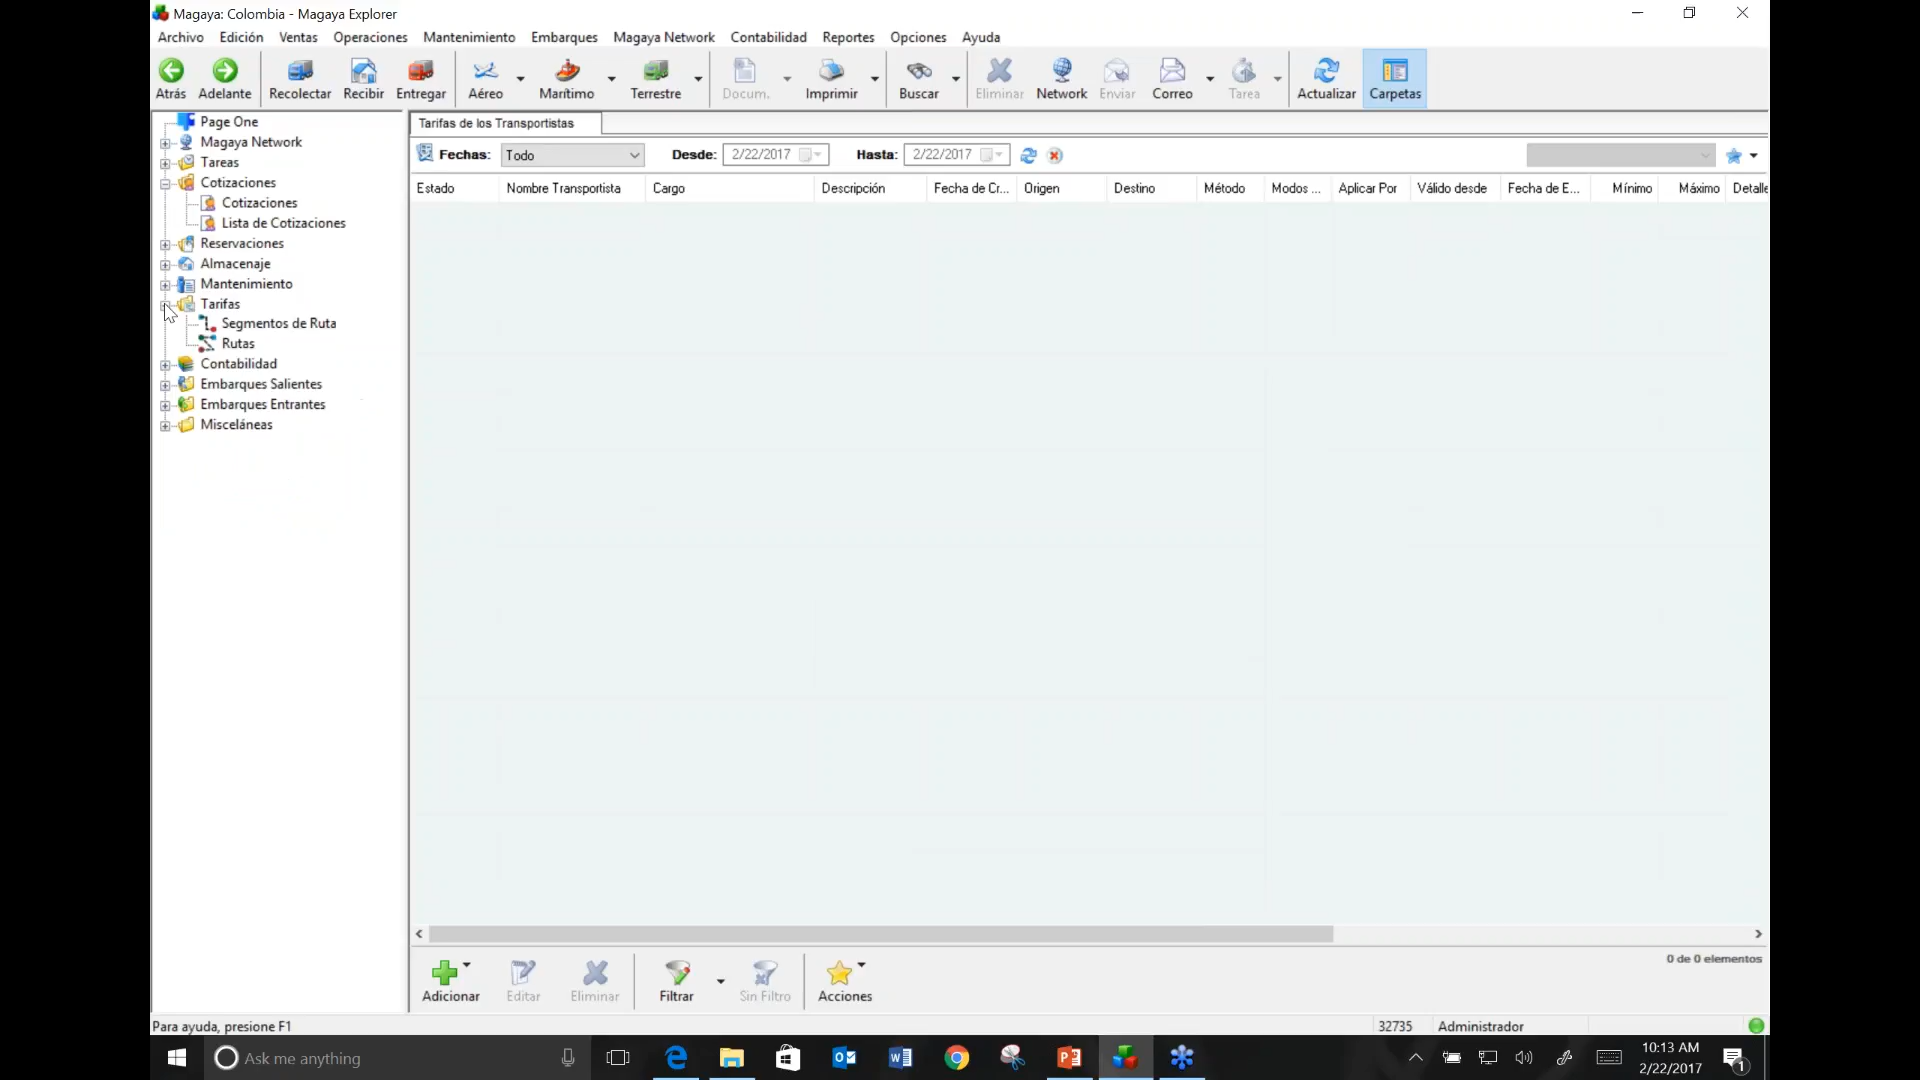 Magaya: Colombia - Magaya Explorer
Archivo Edición Ventas Operaciones Mantenimiento Embarques Magaya Network Contabilidad Reportes Opciones Ayuda
Atrás Adelante Recolectar Recibir Entregar Aéreo Marítimo Terrestre Docum. Imprimir Buscar Eliminar Network Enviar Correo Tarea Actualizar Carpetas
Page One
Magaya Network
Tareas
Cotizaciones
Cotizaciones
Lista de Cotizaciones
Reservaciones
Almacenaje
Mantenimiento
Tarifas
Segmentos de Ruta
Rutas
Contabilidad
Embarques Salientes
Embarques Entrantes
Misceláneas
Tarifas de los Transportistas
Fechas: Todo Desde: 2/22/2017 Hasta: 2/22/2017
Estado Nombre Transportista Cargo Descripción Fecha de Cr... Origen Destino Método Modos ... Aplicar Por Válido desde Fecha de E... Mínimo Máximo Detalle
0 de 0 elementos
Adicionar Editar Eliminar Filtrar Sin Filtro Acciones
Para ayuda, presione F1
32735 Administrador
Ask me anything
10:13 AM
2/22/2017
1